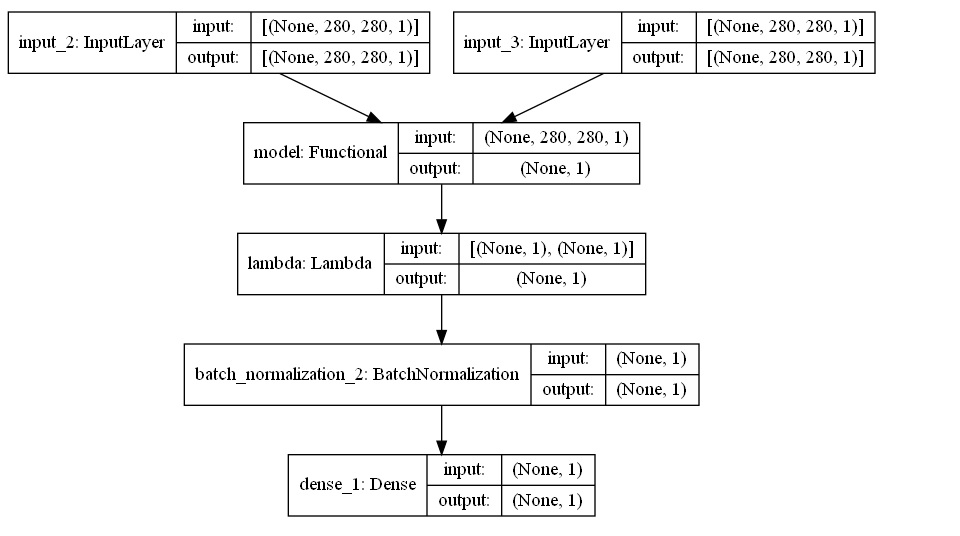 input_2: InputLayer
input: [(None, 280, 280, 1)]
output: [(None, 280, 280, 1)]
input_3: InputLayer
input: [(None, 280, 280, 1)]
output: [(None, 280, 280, 1)]
model: Functional
input: (None, 280, 280, 1)
output: (None, 1)
lambda: Lambda
input: [(None, 1), (None, 1)]
output: (None, 1)
batch_normalization_2: BatchNormalization
input: (None, 1)
output: (None, 1)
dense_1: Dense
input: (None, 1)
output: (None, 1)